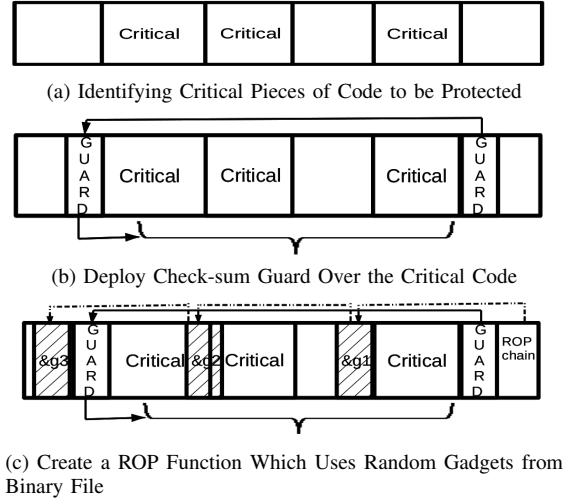 Critical Critical Critical
(a) Identifying Critical Pieces of Code to be Protected
GUARD Critical Critical Critical GUARD
(b) Deploy Check-sum Guard Over the Critical Code
&g3 GUARD Critical &g2 Critical &g1 Critical GUARD ROP
chain
(c) Create a ROP Function Which Uses Random Gadgets from
Binary File